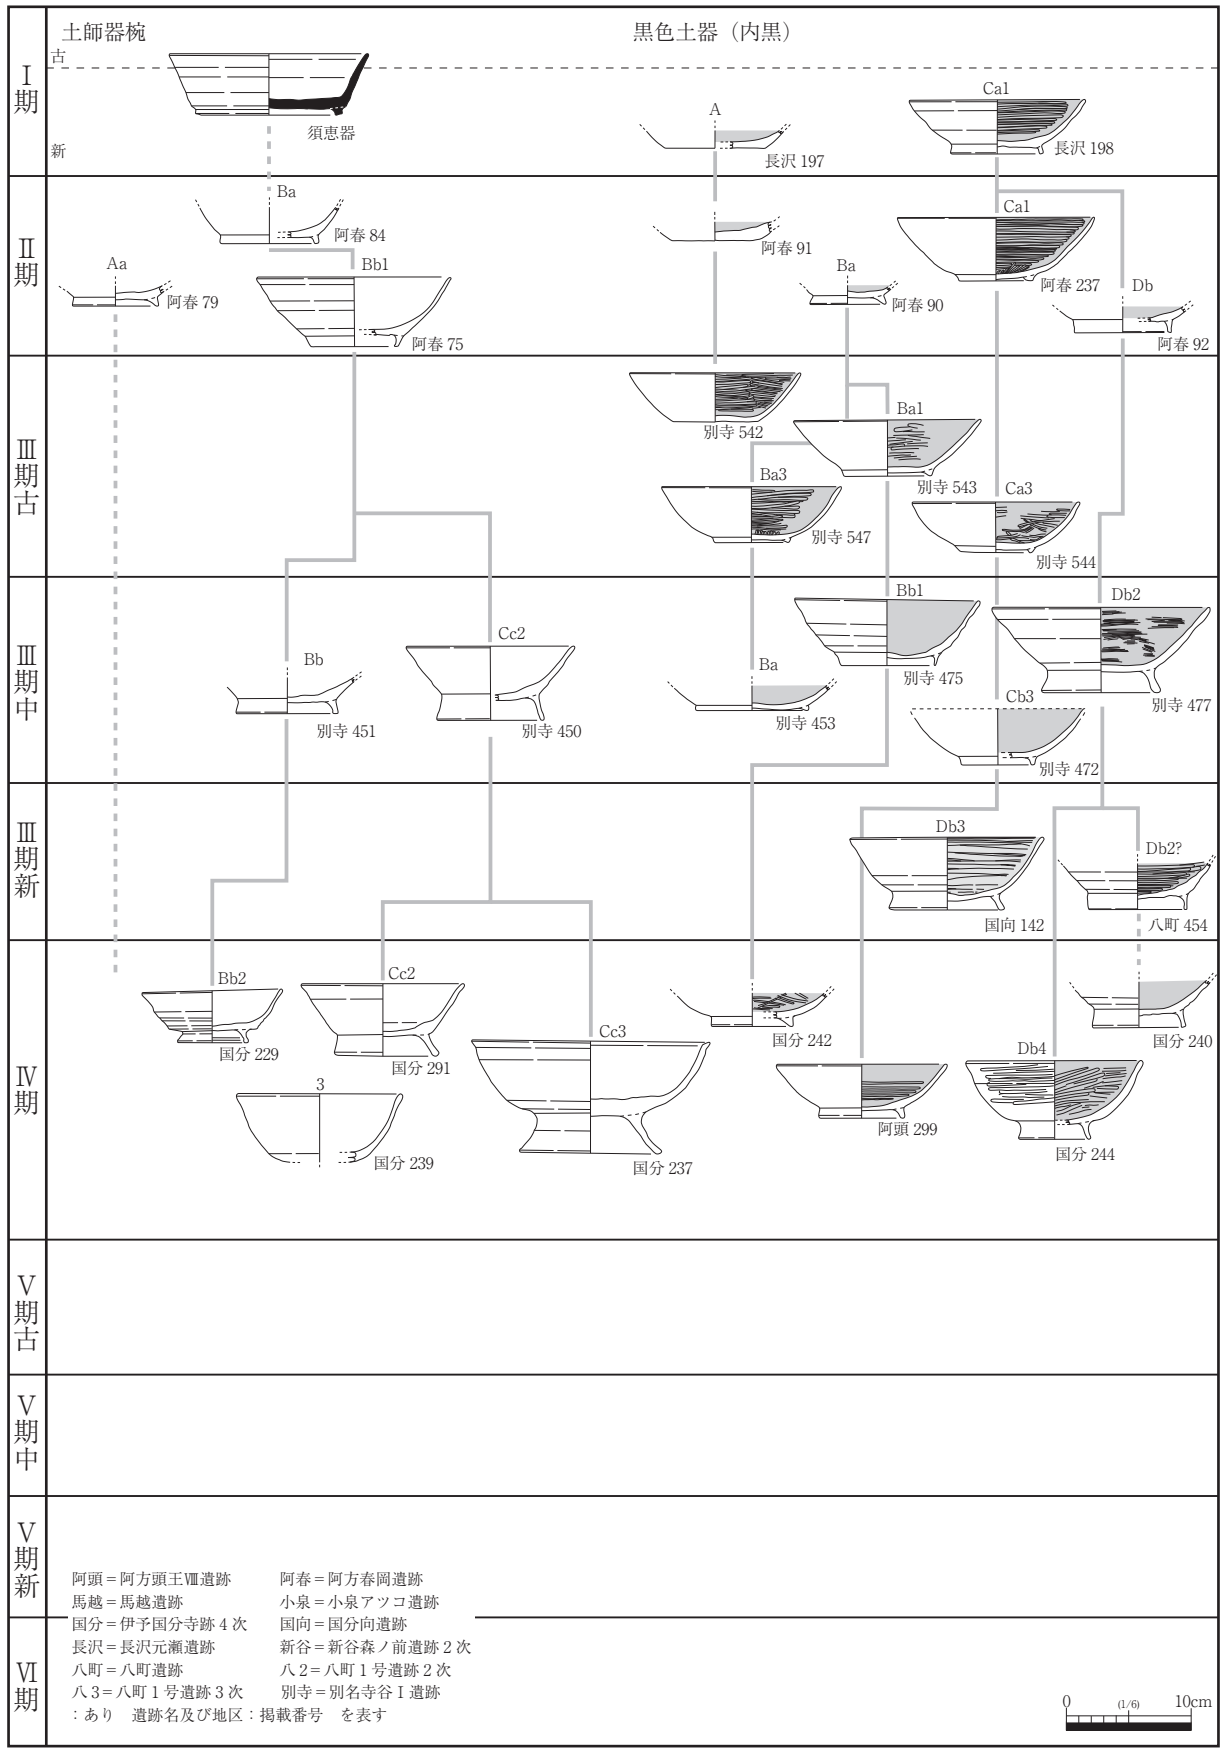 土師器椀
黒色土器（内黒）
Ⅰ期
古
新
須恵器
A
長沢 197
Ca1
長沢 198
Ⅱ期
Ba
阿春 84
Aa
阿春 79
Bb1
阿春 75
阿春 91
Ba
阿春 90
Ca1
阿春 237
Db
阿春 92
Ⅲ期古
別寺 542
Ba1
別寺 543
Ba3
別寺 547
Ca3
別寺 544
Ⅲ期中
Bb
別寺 451
Cc2
別寺 450
Ba
別寺 453
Bb1
別寺 475
Db2
別寺 477
Cb3
別寺 472
Ⅲ期新
Db3
国向 142
Db2?
八町 454
Ⅳ期
Bb2
国分 229
Cc2
国分 291
3
国分 239
Cc3
国分 237
国分 242
阿頭 299
Db4
国分 244
国分 240
Ⅴ期古
Ⅴ期中
Ⅴ期新
Ⅵ期
阿頭＝阿方頭王Ⅷ遺跡　阿春＝阿方春岡遺跡
馬越＝馬越遺跡　小泉＝小泉アツコ遺跡
国分＝伊予国分寺跡 4 次　国向＝国分向遺跡
長沢＝長沢元瀬遺跡　新谷＝新谷森ノ前遺跡 2 次
八町＝八町遺跡　八 2＝八町 1 号遺跡 2 次
八 3＝八町 1 号遺跡 3 次　別寺＝別名寺谷Ⅰ遺跡
：あり　遺跡名及び地区：掲載番号　を表す
0 (1/6) 10cm